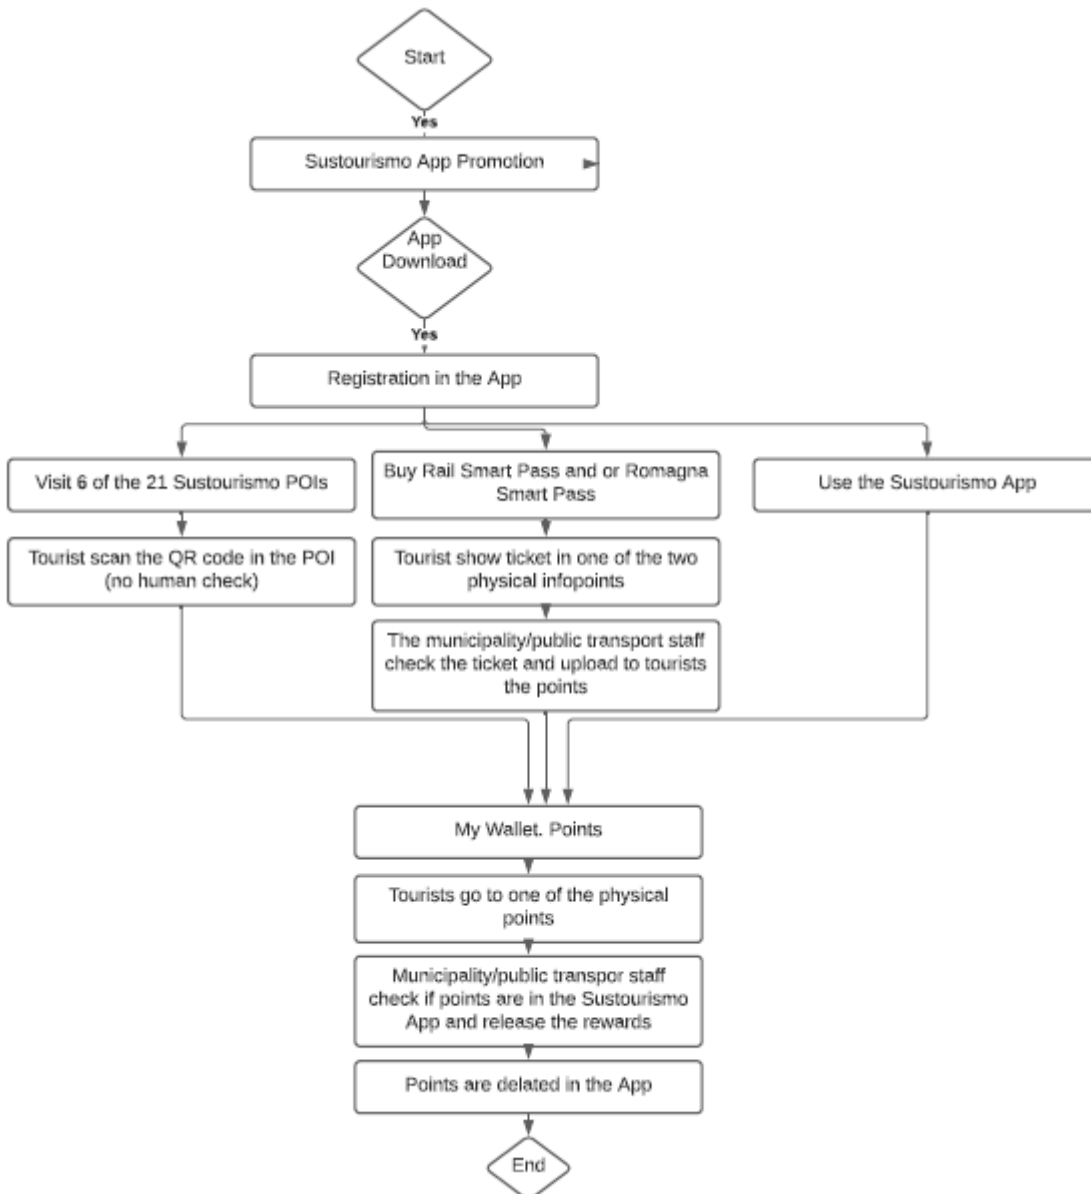 Start
Yes
Sustourismo App Promotion
App
Download
Yes
Registration in the App
Visit 6 of the 21 Sustourismo POIs
Buy Rail Smart Pass and or Romagna
Smart Pass
Use the Sustourismo App
Tourist scan the QR code in the POI
(no human check)
Tourist show ticket in one of the two
physical infopoints
The municipality/public transport staff
check the ticket and upload to tourists
the points
My Wallet. Points
Tourists go to one of the physical
points
Municipality/public transpor staff
check if points are in the Sustourismo
App and release the rewards
Points are delated in the App
End